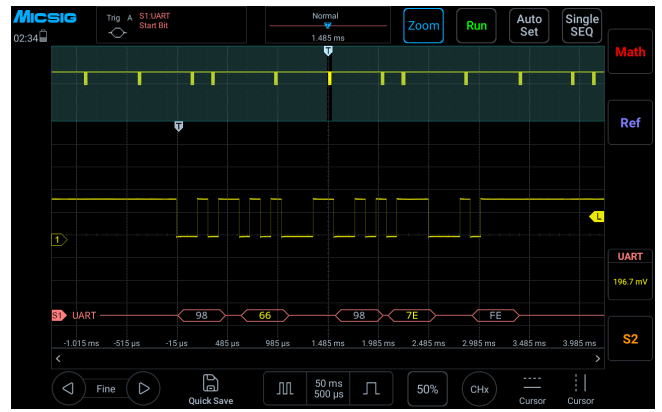 MICSIG
Trig A S1:UART
Start Bit
Normal
1.485 ms
Zoom
Run
Auto
Set
Single
SEQ
02:34
T
Math
T
Ref
L
1
UART
196.7 mV
S1 UART
98 66 98 7E FE
-1.015 ms -515 µs -15 µs 485 µs 985 µs 1.485 ms 1.985 ms 2.485 ms 2.985 ms 3.485 ms 3.985 ms
S2
Fine
Quick Save
50 ms
500 µs
50%
CHx
Cursor
Cursor